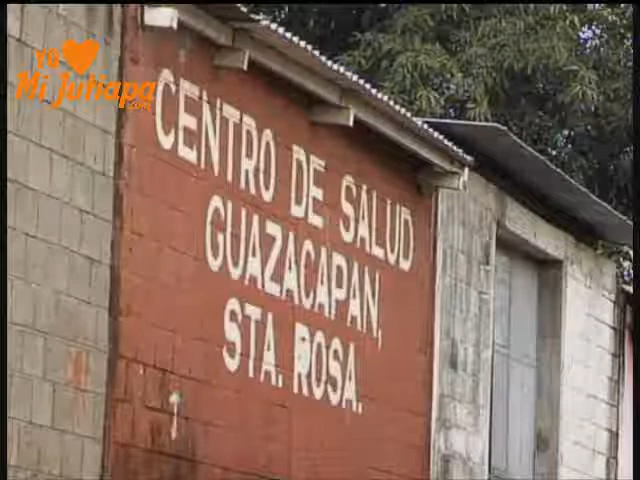 YO
Mi Jutiapa
.com
CENTRO DE SALUD
GUAZACAPAN,
STA. ROSA.